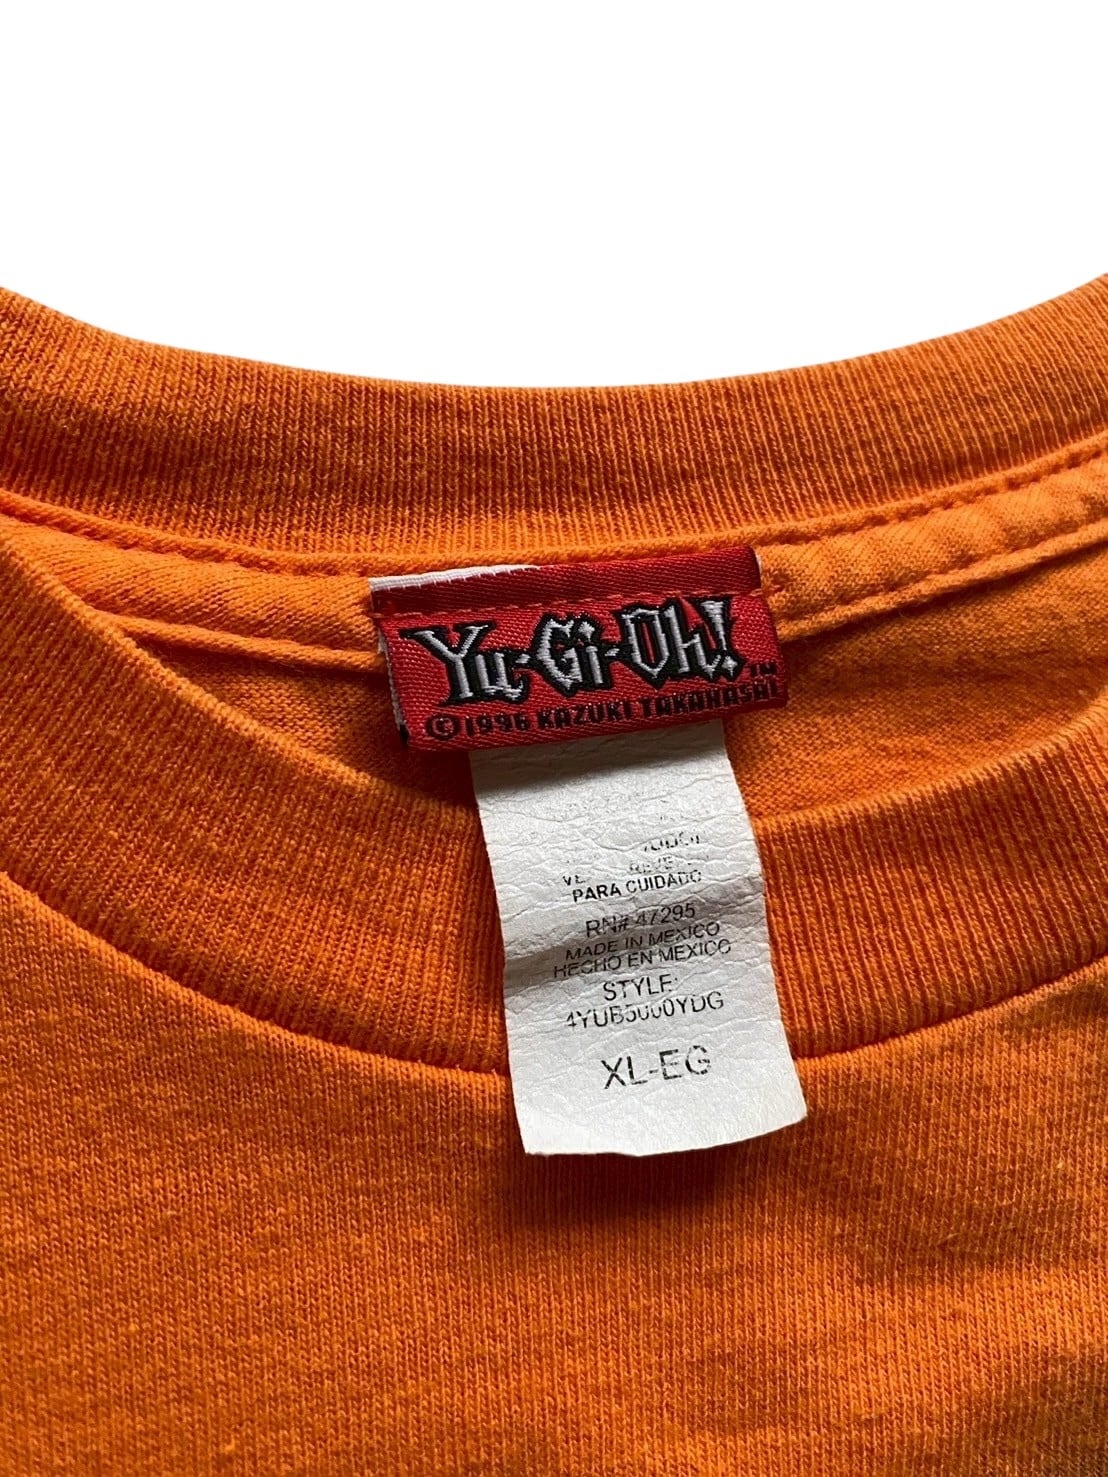 Yu-Gi-Oh!
TM
©1996 KAZUKI TAKAHASHI
PARA CUIDADO
RN# 47295
MADE IN MEXICO
HECHO EN MEXICO
STYLE:
4YUB5000YDG
XL-EG